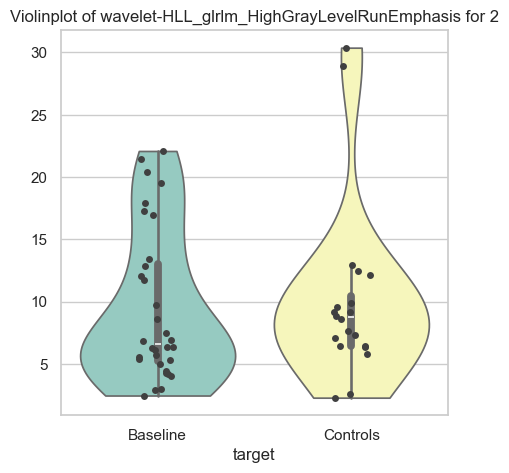 Violinplot of wavelet-HLL_glrlm_HighGrayLevelRunEmphasis for 2
30
25
20
15
10
5
Baseline
Controls
target